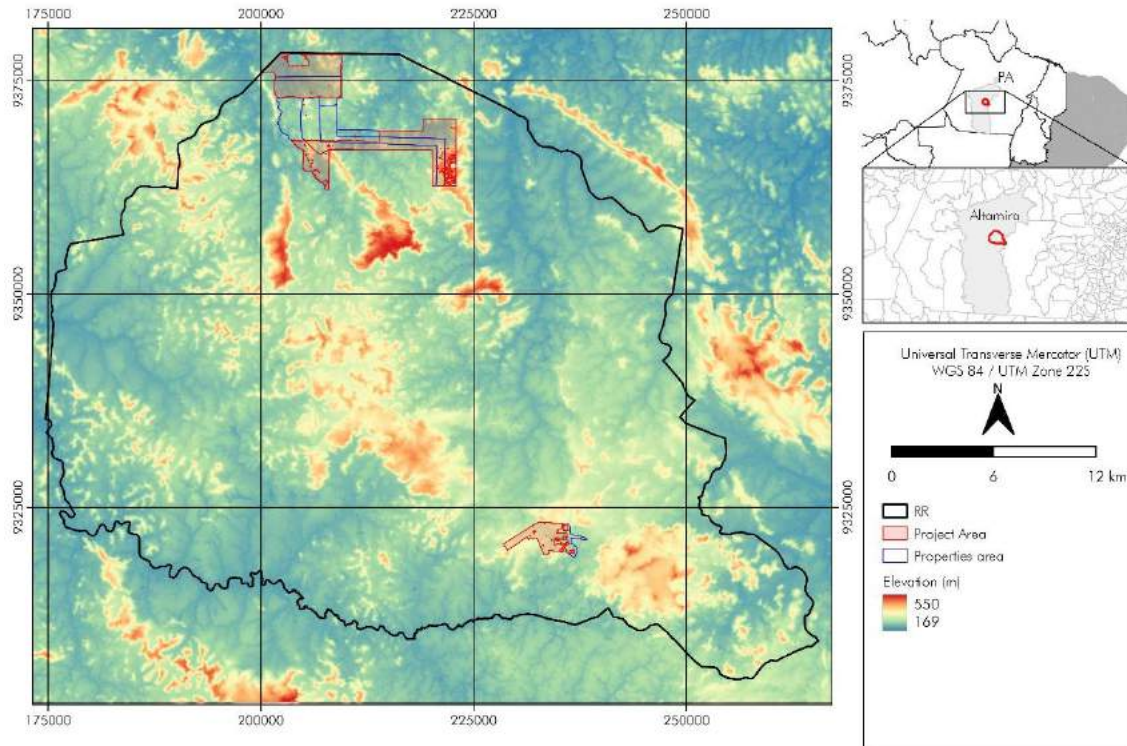 175000 200000 225000 250000
9375000
9350000
9325000
9375000
9350000
9325000
175000 200000 225000 250000
PA
Altamira
Universal Transverse Mercator (UTM)
WGS 84 / UTM Zone 22S
N
0 6 12 km
RR
Project Area
Properties area
Elevation (m)
550
169